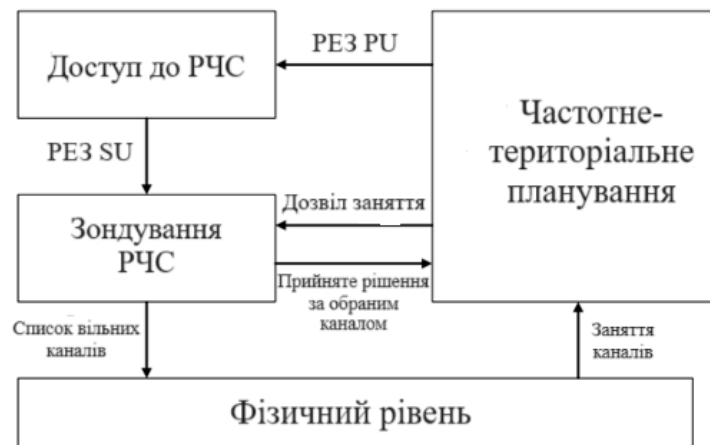 РЕЗ PU
Доступ до РЧС
Частотне-
територіальне
планування
РЕЗ SU
Дозвіл заняття
Зондування
РЧС
Прийняте рішення
за обраним
каналом
Список вільних
каналів
Заняття
каналів
Фізичний рівень